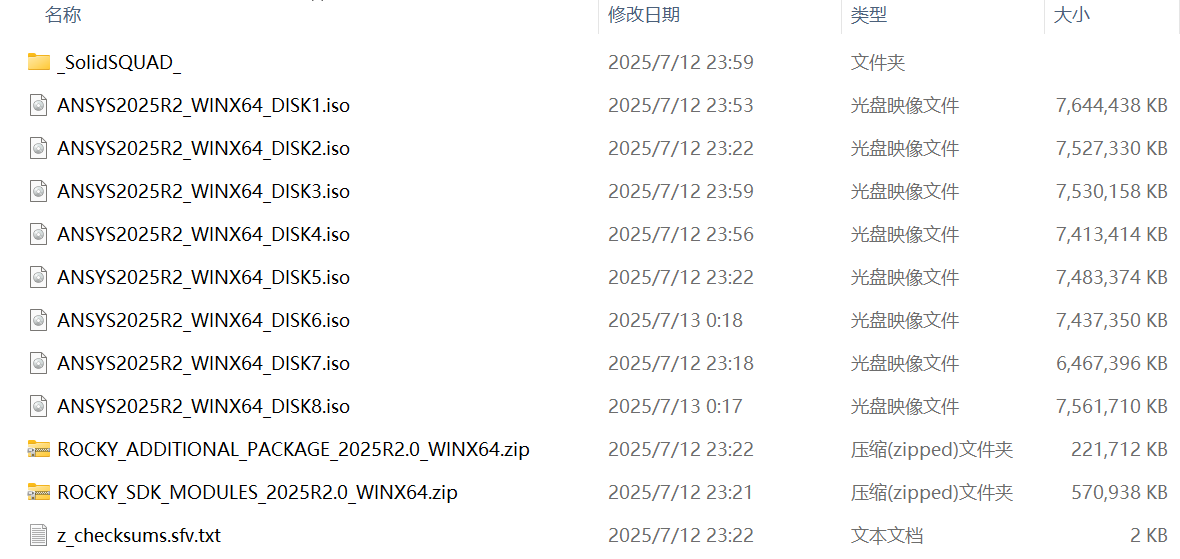 名称 修改日期 类型 大小
_SolidSQUAD_ 2025/7/12 23:59 文件夹
ANSYS2025R2_WINX64_DISK1.iso 2025/7/12 23:53 光盘映像文件 7,644,438 KB
ANSYS2025R2_WINX64_DISK2.iso 2025/7/12 23:22 光盘映像文件 7,527,330 KB
ANSYS2025R2_WINX64_DISK3.iso 2025/7/12 23:59 光盘映像文件 7,530,158 KB
ANSYS2025R2_WINX64_DISK4.iso 2025/7/12 23:56 光盘映像文件 7,413,414 KB
ANSYS2025R2_WINX64_DISK5.iso 2025/7/12 23:22 光盘映像文件 7,483,374 KB
ANSYS2025R2_WINX64_DISK6.iso 2025/7/13 0:18 光盘映像文件 7,437,350 KB
ANSYS2025R2_WINX64_DISK7.iso 2025/7/12 23:18 光盘映像文件 6,467,396 KB
ANSYS2025R2_WINX64_DISK8.iso 2025/7/13 0:17 光盘映像文件 7,561,710 KB
ROCKY_ADDITIONAL_PACKAGE_2025R2.0_WINX64.zip 2025/7/12 23:22 压缩(zipped)文件夹 221,712 KB
ROCKY_SDK_MODULES_2025R2.0_WINX64.zip 2025/7/12 23:21 压缩(zipped)文件夹 570,938 KB
z_checksums.sfv.txt 2025/7/12 23:22 文本文档 2 KB